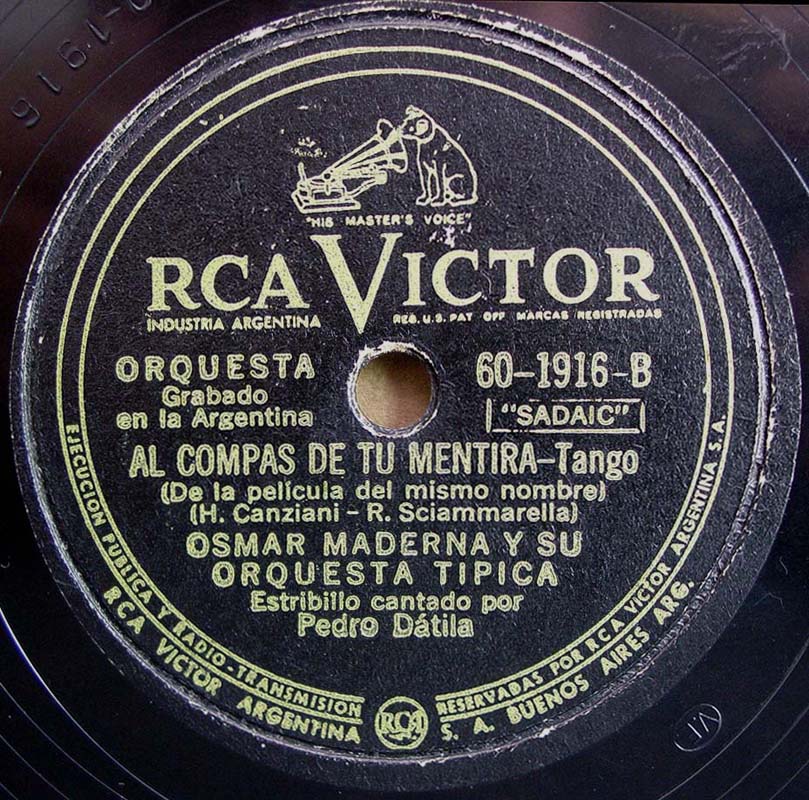 "HIS MASTER'S VOICE"
RCA VICTOR
INDUSTRIA ARGENTINA
REG. U.S. PAT OFF MARCAS REGISTRADAS
ORQUESTA
Grabado
en la Argentina
60-1916-B
"SADAIC"
AL COMPAS DE TU MENTIRA-Tango
(De la película del mismo nombre)
(H. Canziani - R. Sciammarella)
OSMAR MADERNA Y SU
ORQUESTA TIPICA
Estribillo cantado por
Pedro Dátila
EJECUCION PUBLICA Y RADIO-TRANSMISION RESERVADAS POR RCA VICTOR ARGENTINA S.A.
RCA VICTOR ARGENTINA S. A. BUENOS AIRES ARG.
RCA
0-1916